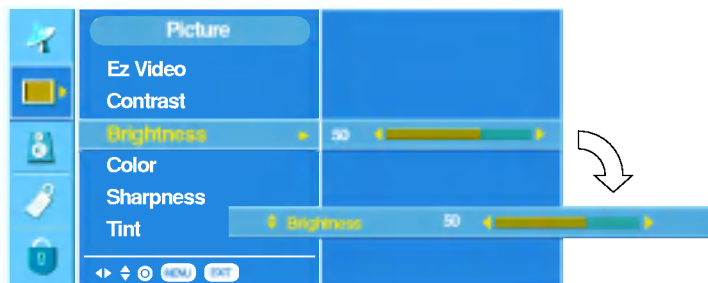 Picture
Ez Video
Contrast
Brightness 50
Color
Sharpness
Tint
Brightness 50
MENU EXIT